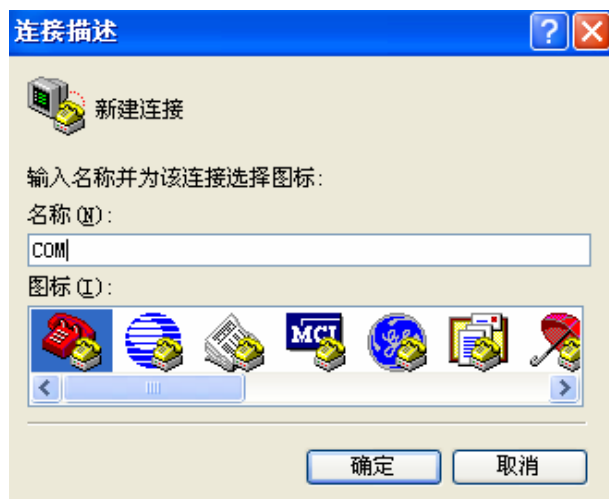 连接描述
新建连接
输入名称并为该连接选择图标:
名称(N):
COM
图标(I):
MCI
确定 取消